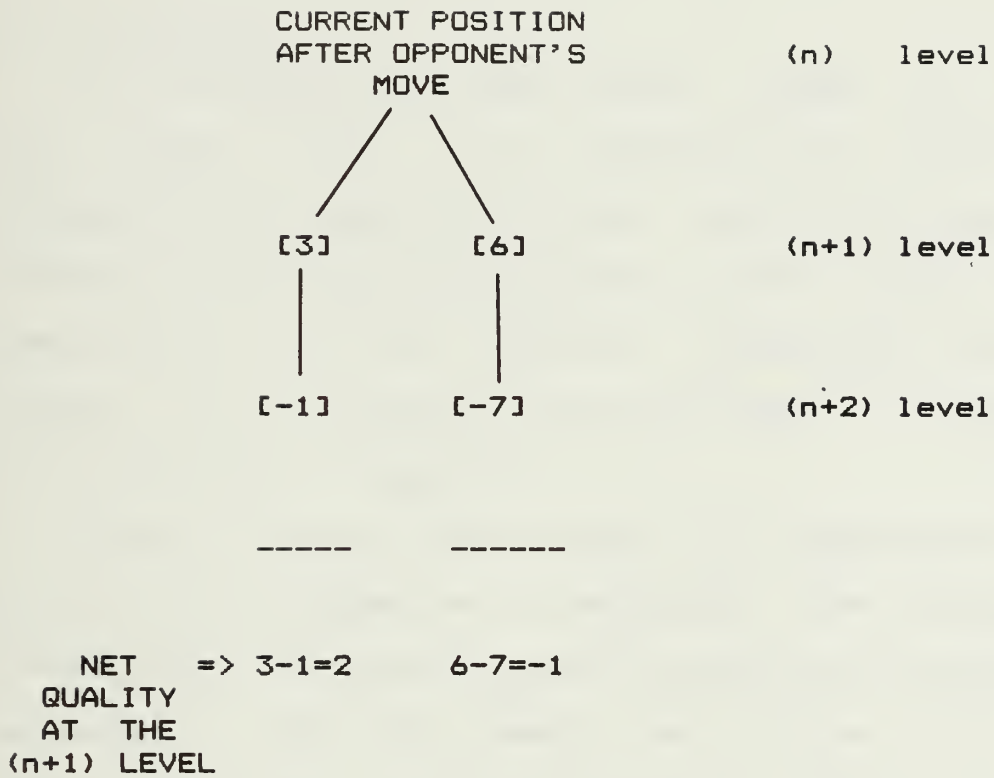 CURRENT POSITION
AFTER OPPONENT'S (n) level
MOVE
[3] [6] (n+1) level
[-1] [-7] (n+2) level
----- ------
NET => 3-1=2 6-7=-1
QUALITY
AT THE
(n+1) LEVEL